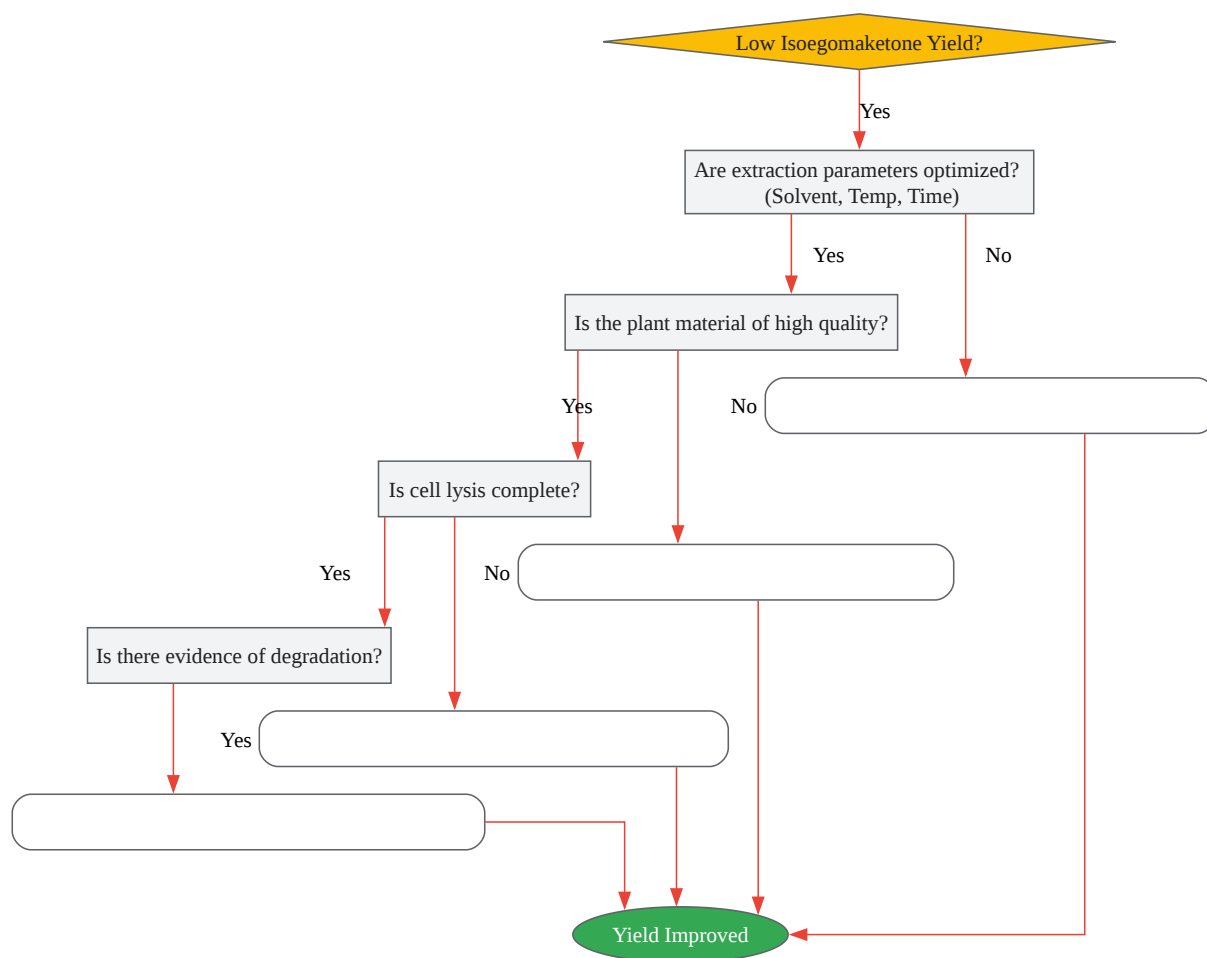 Low Isoegomaketone Yield?
Yes
Are extraction parameters optimized?
(Solvent, Temp, Time)
Yes
No
Is the plant material of high quality?
Yes
No
Is cell lysis complete?
Yes
No
Is there evidence of degradation?
Yes
Yield Improved